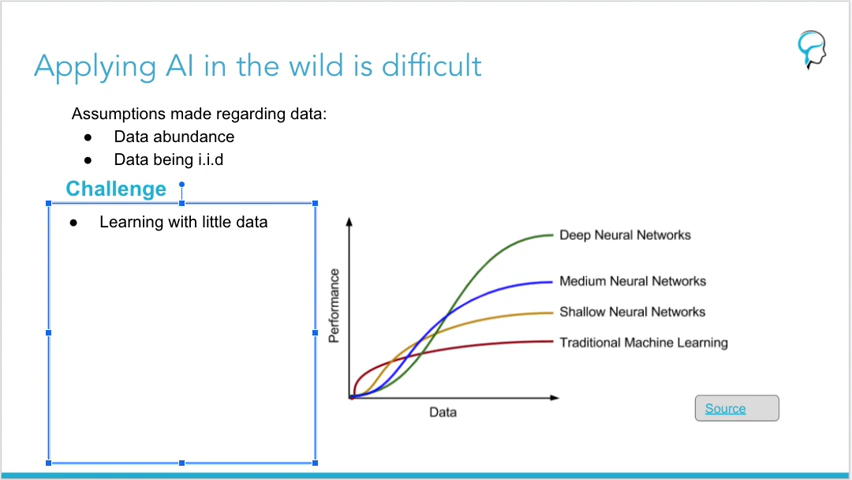 Applying AI in the wild is difficult
Assumptions made regarding data:
● Data abundance
● Data being i.i.d
Challenge
● Learning with little data
Performance
Deep Neural Networks
Medium Neural Networks
Shallow Neural Networks
Traditional Machine Learning
Data
Source